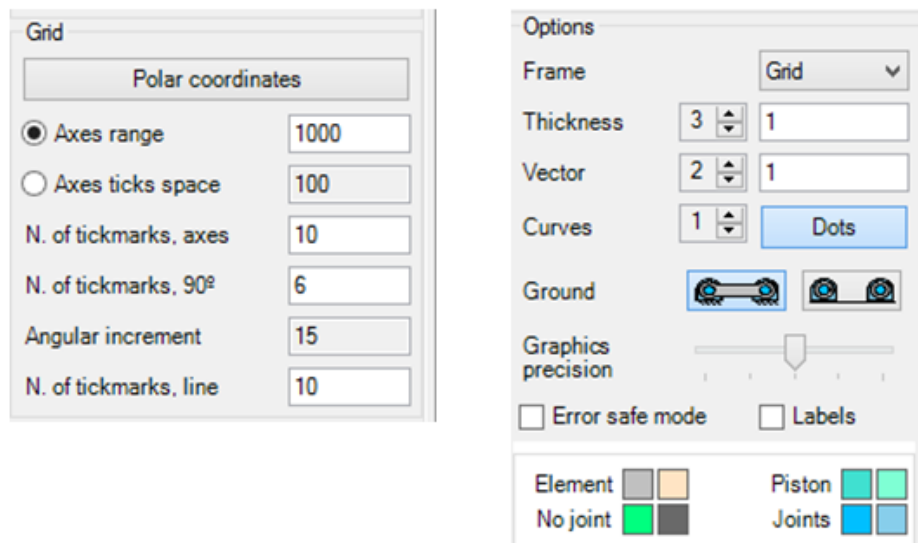 Grid
Polar coordinates
Axes range 1000
Axes ticks space 100
N. of tickmarks, axes 10
N. of tickmarks, 90º 6
Angular increment 15
N. of tickmarks, line 10
Options
Frame Grid
Thickness 3 1
Vector 2 1
Curves 1 Dots
Ground
Graphics
precision
Error safe mode Labels
Element Piston
No joint Joints